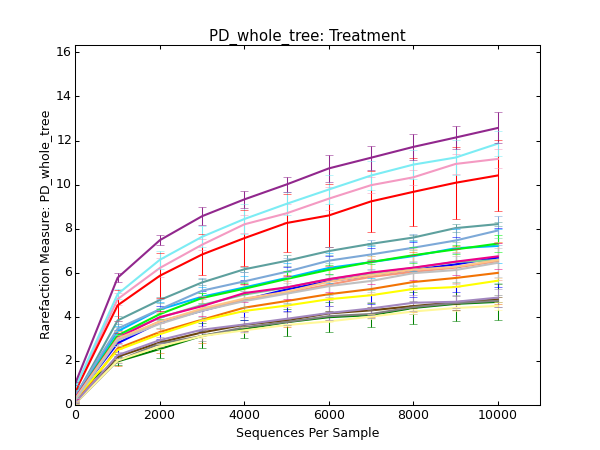 PD_whole_tree: Treatment
16
14
12
10
8
6
4
2
0
Rarefaction Measure: PD_whole_tree
0 2000 4000 6000 8000 10000
Sequences Per Sample